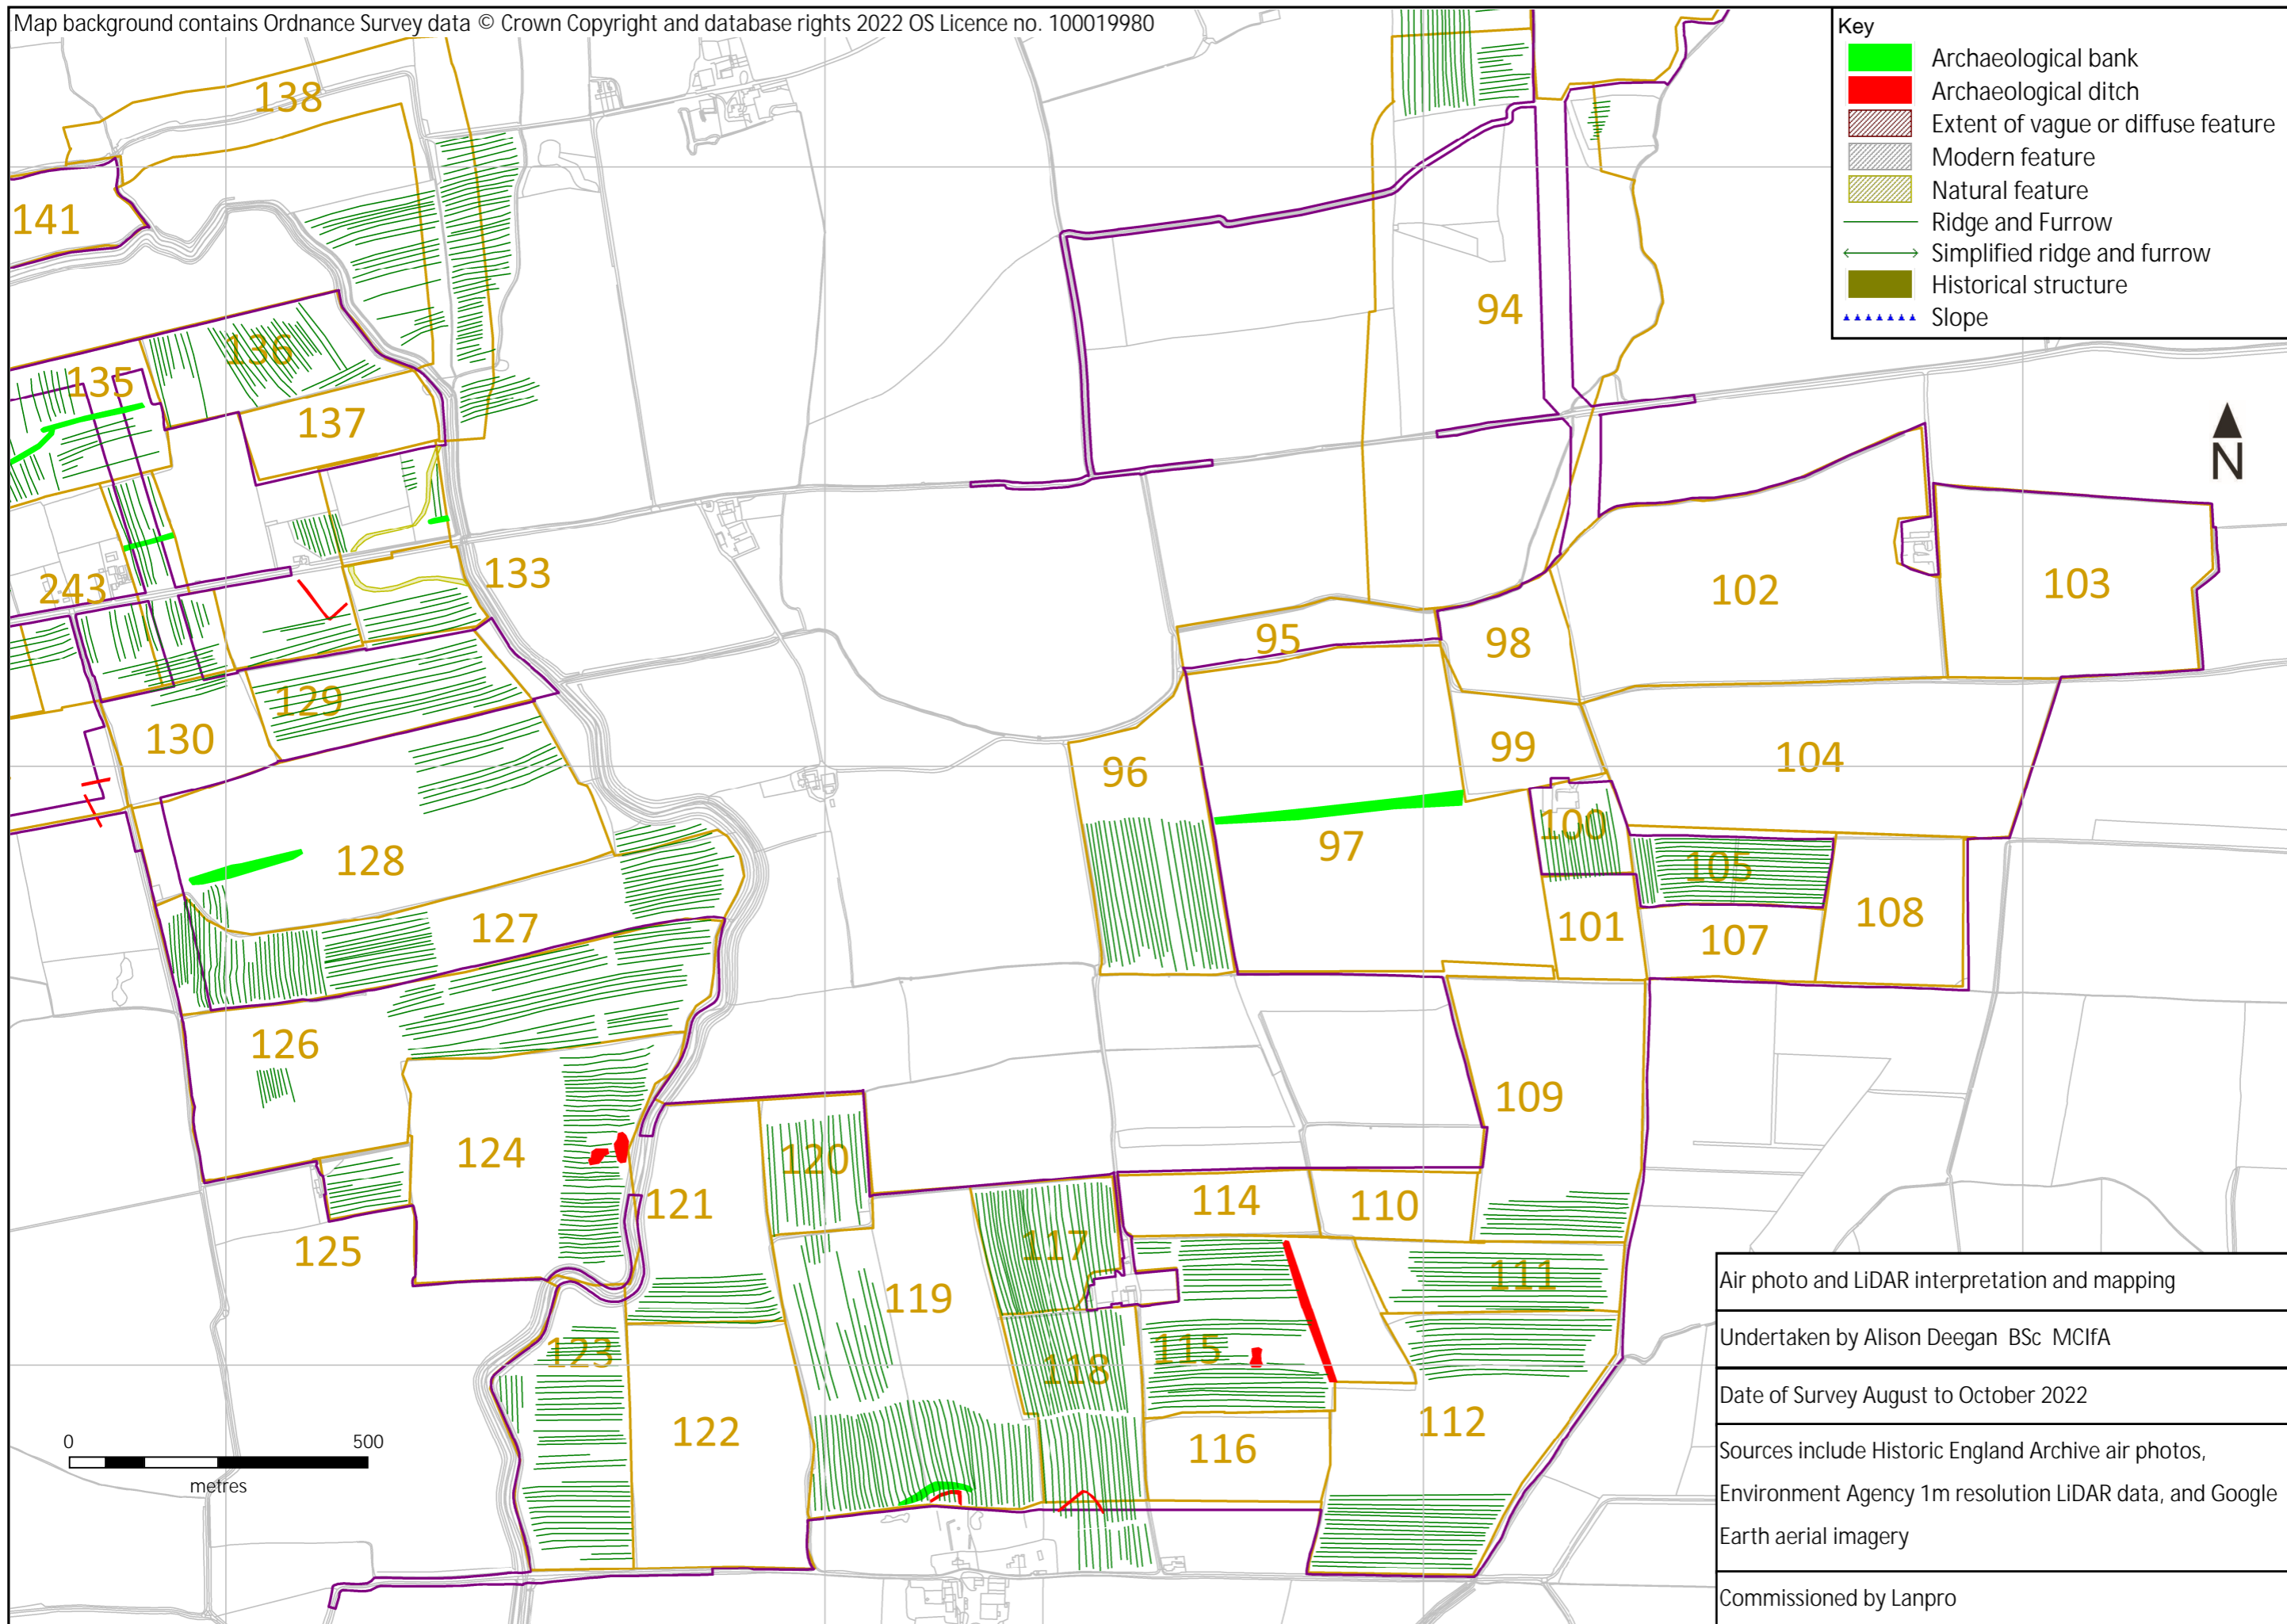 Map background contains Ordnance Survey data © Crown Copyright and database rights 2022 OS Licence no. 100019980
Key
Archaeological bank
Archaeological ditch
Extent of vague or diffuse feature
Modern feature
Natural feature
Ridge and Furrow
Simplified ridge and furrow
Historical structure
Slope
138
141
94
136
135
137
N
133
243
102
103
95
98
129
130
99
104
96
100
97
128
105
127
101
107
108
126
109
124
120
121
114
110
125
117
119
111
123
115
118
122
112
116
0 500
metres
Air photo and LiDAR interpretation and mapping
Undertaken by Alison Deegan BSc MCIfA
Date of Survey August to October 2022
Sources include Historic England Archive air photos,
Environment Agency 1m resolution LiDAR data, and Google
Earth aerial imagery
Commissioned by Lanpro